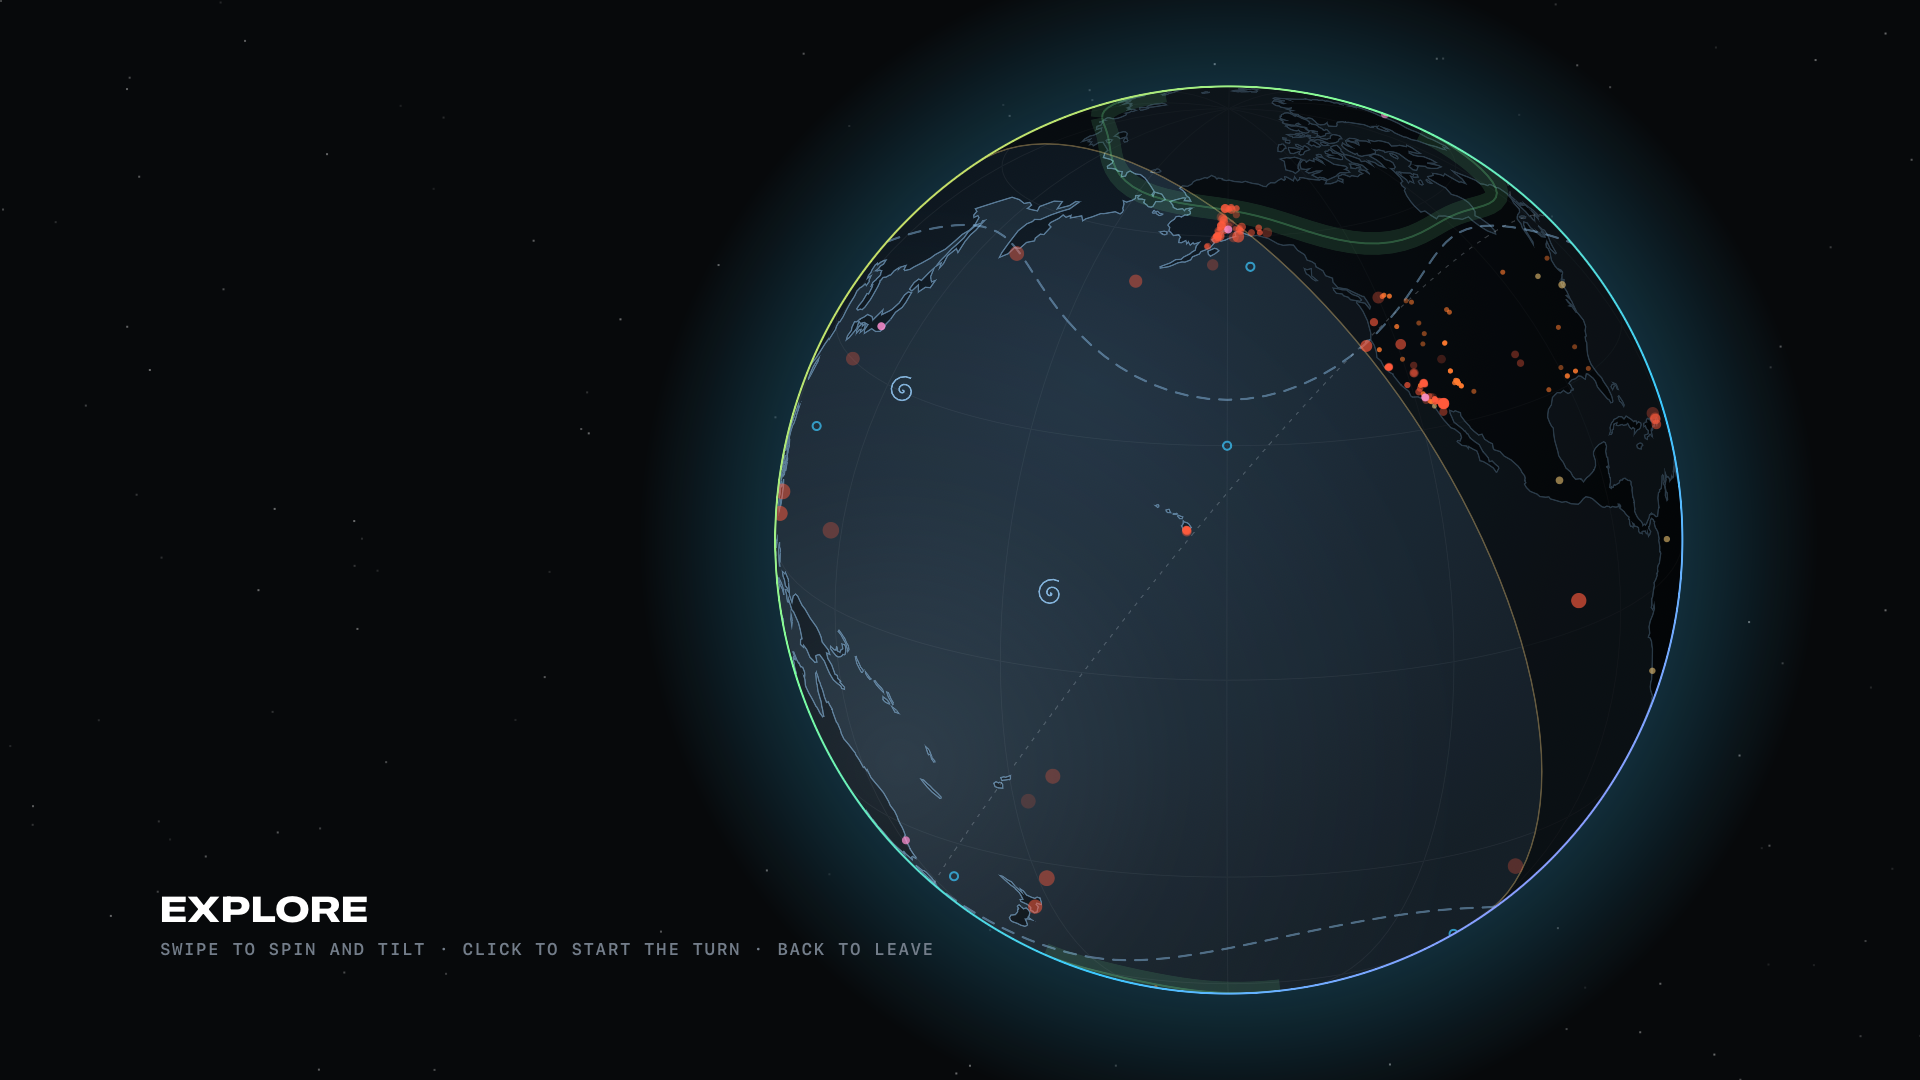 EXPLORE
SWIPE TO SPIN AND TILT · CLICK TO START THE TURN · BACK TO LEAVE